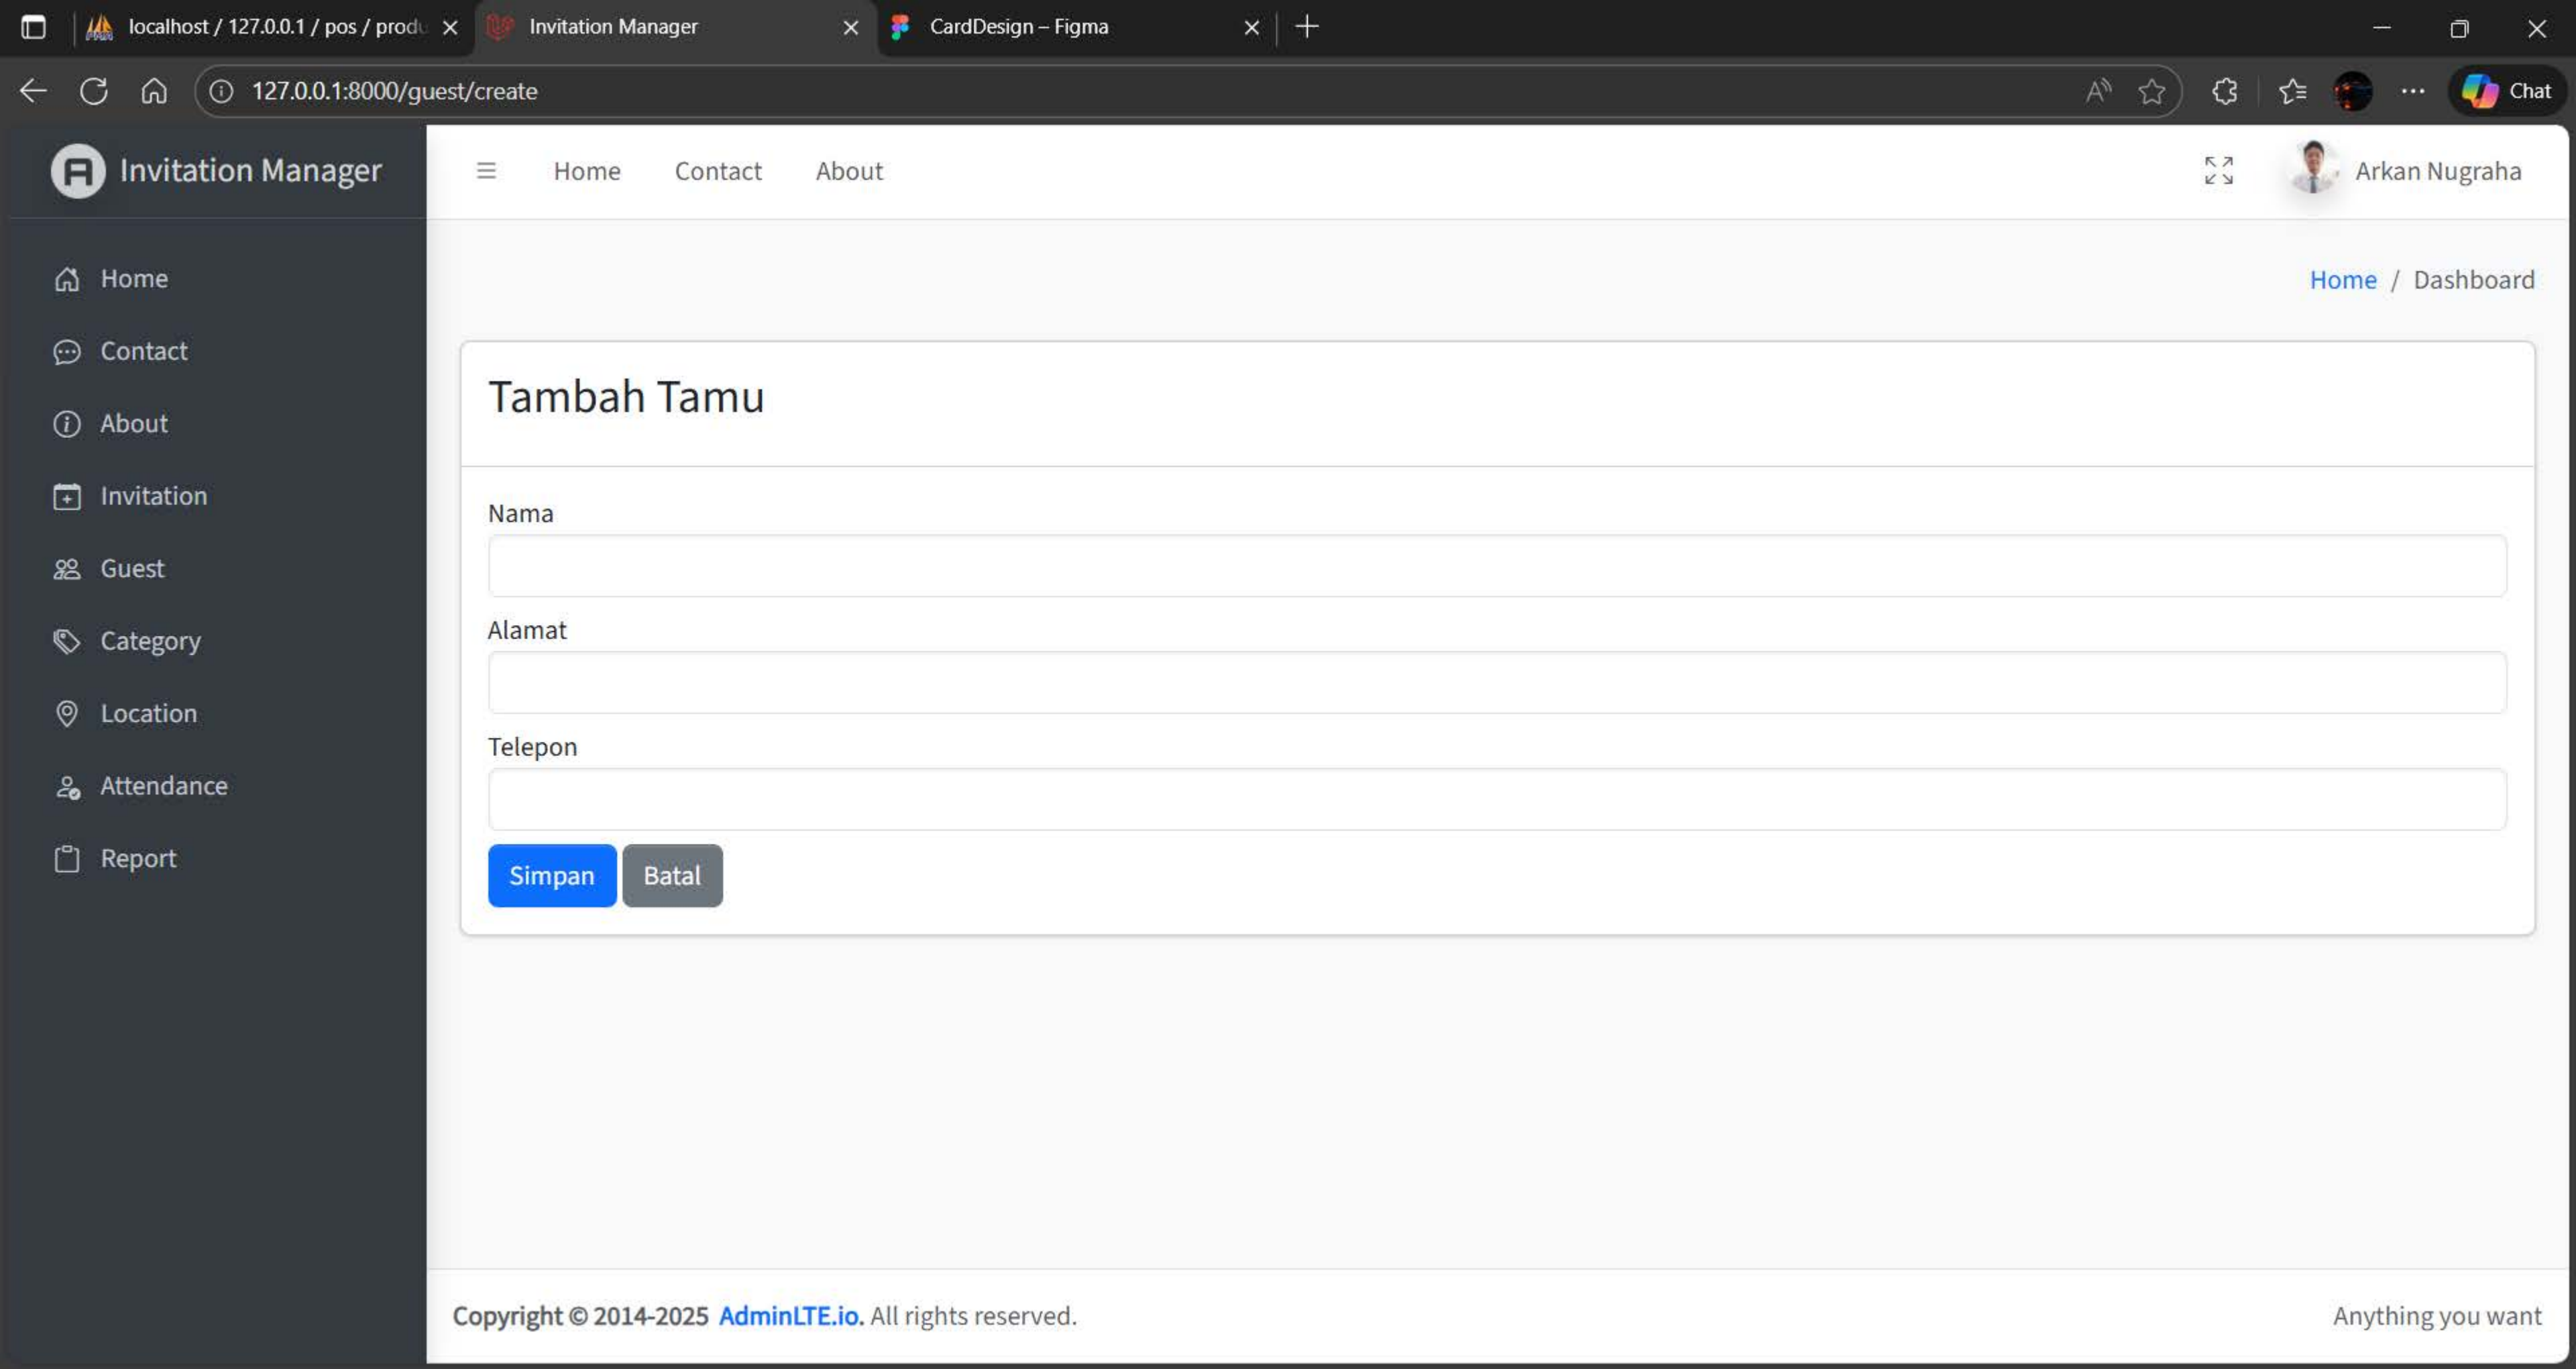 localhost / 127.0.0.1 / pos / produ
Invitation Manager
CardDesign – Figma
127.0.0.1:8000/guest/create
Chat
Invitation Manager
Home
Contact
About
Arkan Nugraha
Home
Contact
About
Invitation
Guest
Category
Location
Attendance
Report
Home / Dashboard
Tambah Tamu
Nama
Alamat
Telepon
Simpan
Batal
Copyright © 2014-2025 AdminLTE.io. All rights reserved.
Anything you want